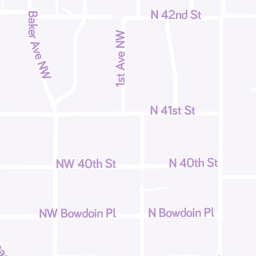 N 42nd St
Baker Ave NW
1st Ave NW
N 41st St
NW 40th St
N 40th St
NW Bowdoin Pl
N Bowdoin Pl